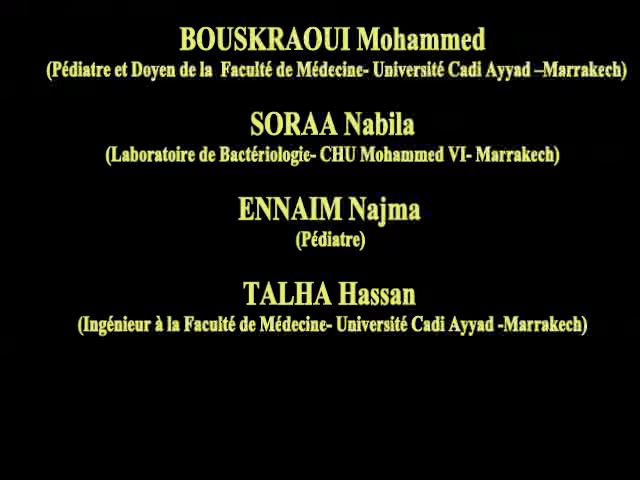 BOUSKRAOUI Mohammed
(Pédiatre et Doyen de la Faculté de Médecine- Université Cadi Ayyad –Marrakech)
SORAA Nabila
(Laboratoire de Bactériologie- CHU Mohammed VI- Marrakech)
ENNAIM Najma
(Pédiatre)
TALHA Hassan
(Ingénieur à la Faculté de Médecine- Université Cadi Ayyad -Marrakech)